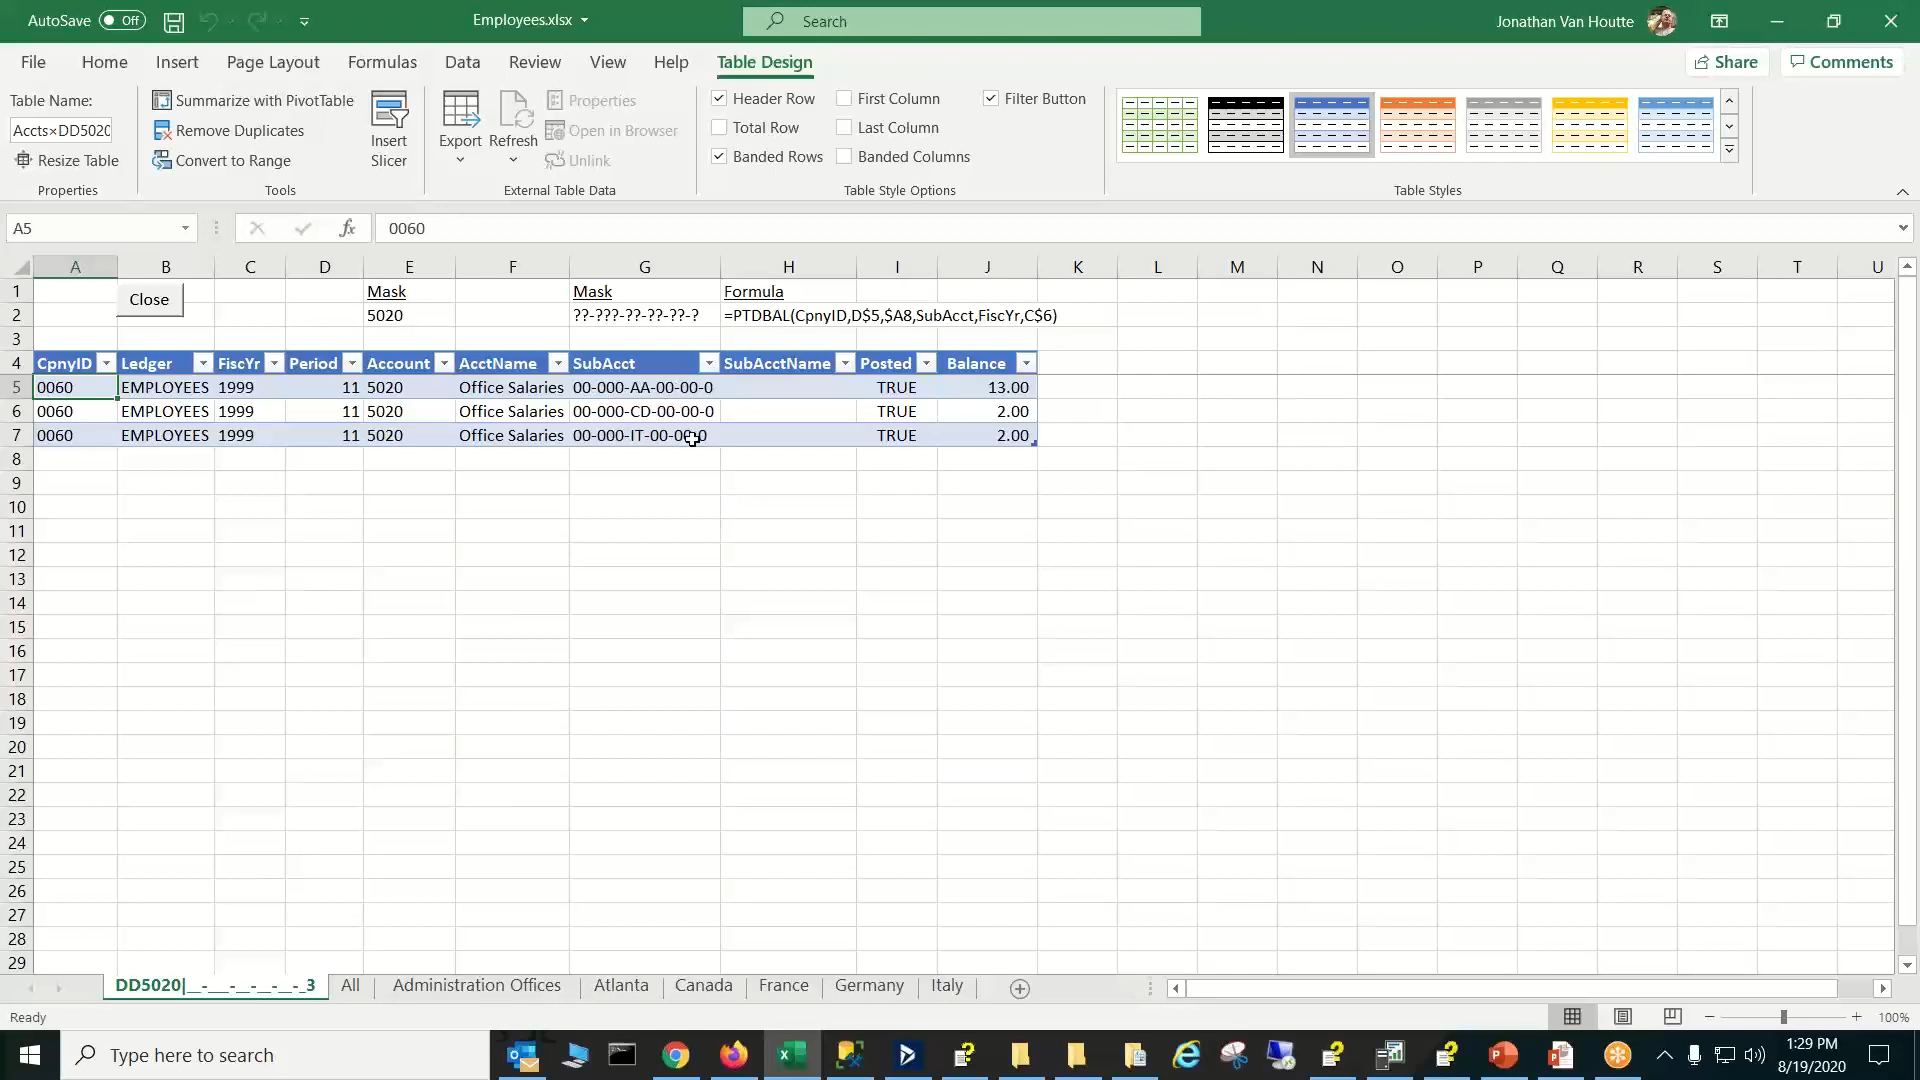 AutoSave Off Employees.xlsx Search Jonathan Van Houtte
File Home Insert Page Layout Formulas Data Review View Help Table Design Share Comments
Table Name:
Summarize with PivotTable
Remove Duplicates
Resize Table
Convert to Range
Properties
Tools
Insert Slicer
Export
Refresh
Properties
Open in Browser
Unlink
External Table Data
Header Row First Column Filter Button
Total Row Last Column
Banded Rows Banded Columns
Table Style Options
Table Styles
A5 fx 0060
A B C D E F G H I J K L M N O P Q R S T U
1 Close Mask Mask Formula
2 5020 ??-???-??-??-??-? =PTDBAL(CpnyID,D$5,$A8,SubAcct,FiscYr,C$6)
3
4 CpnyID Ledger FiscYr Period Account AcctName SubAcct SubAcctName Posted Balance
5 0060 EMPLOYEES 1999 11 5020 Office Salaries 00-000-AA-00-00-0 TRUE 13.00
6 0060 EMPLOYEES 1999 11 5020 Office Salaries 00-000-CD-00-00-0 TRUE 2.00
7 0060 EMPLOYEES 1999 11 5020 Office Salaries 00-000-IT-00-00-0 TRUE 2.00
8
9
10
11
12
13
14
15
16
17
18
19
20
21
22
23
24
25
26
27
28
29
DD5020|__-___-__-__-__-_3 All Administration Offices Atlanta Canada France Germany Italy
Ready 100%
Type here to search
1:29 PM
8/19/2020